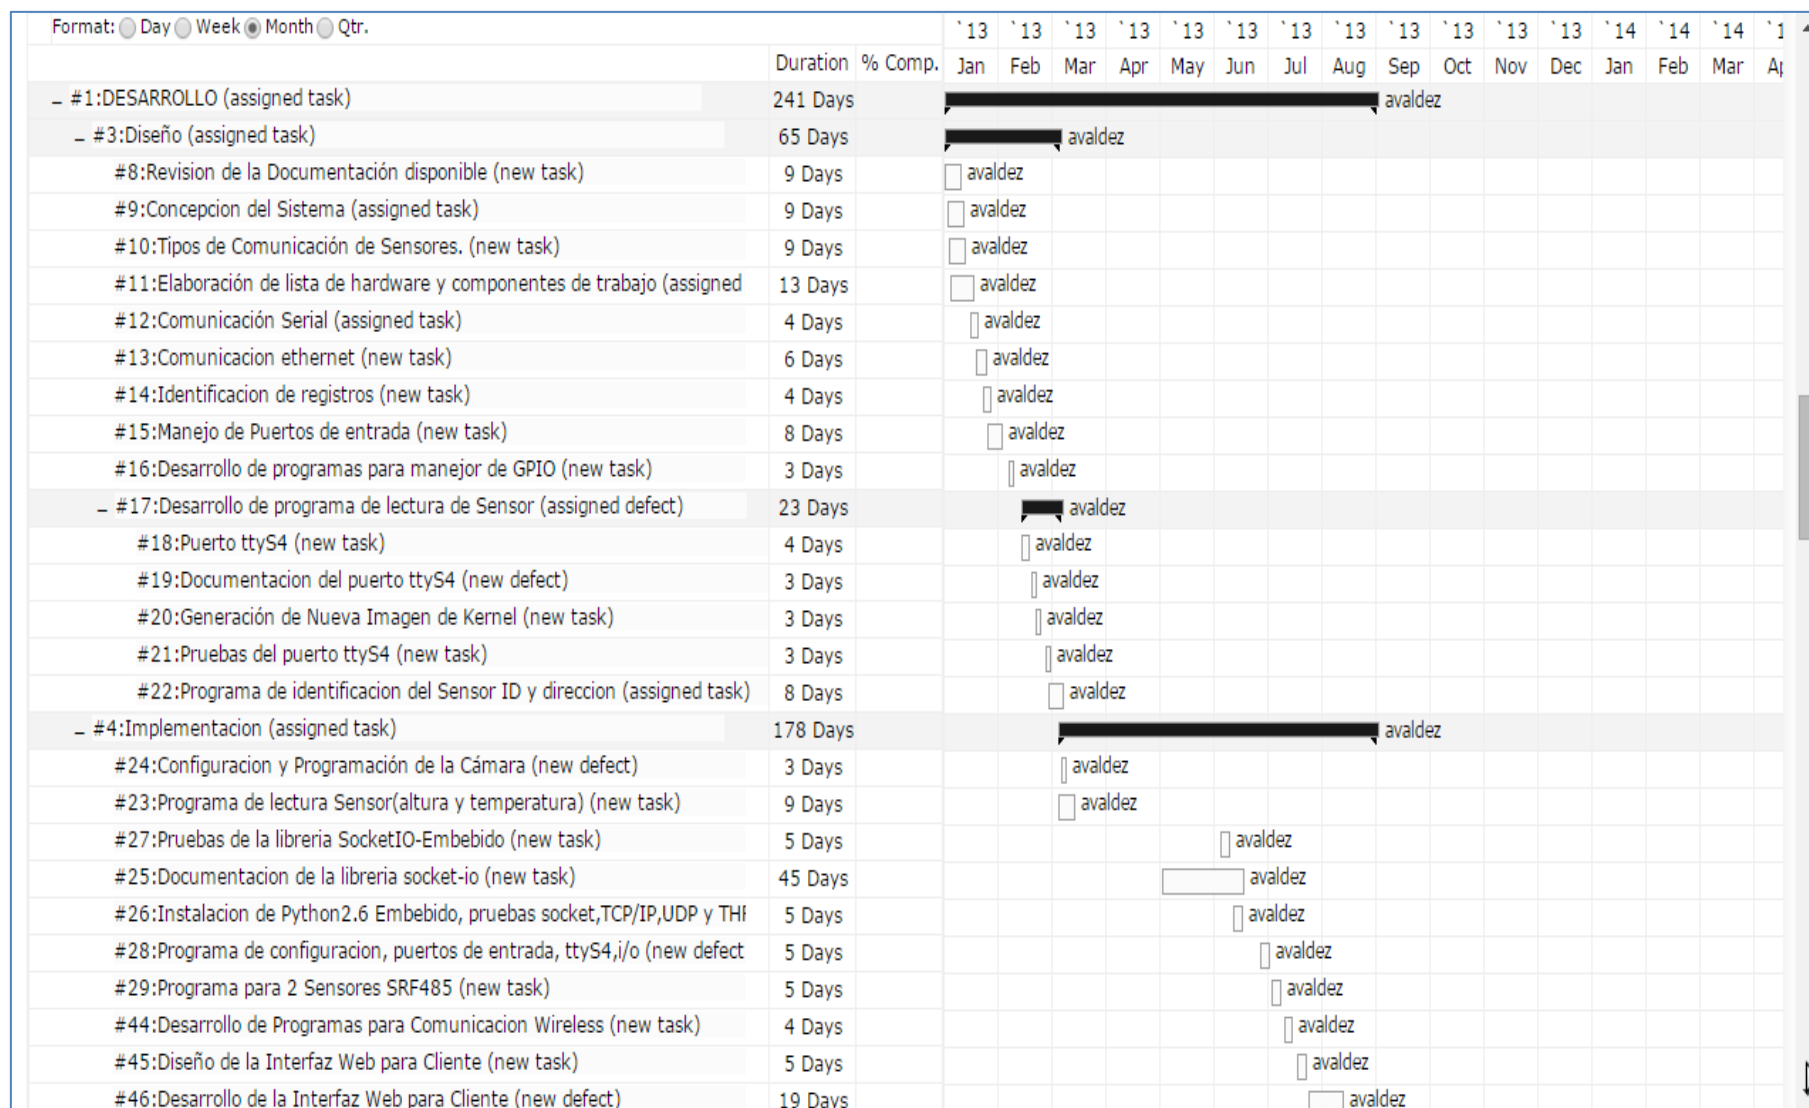 Format: Day Week Month Qtr.
`13 `13 `13 `13 `13 `13 `13 `13 `13 `13 `13 `13 `14 `14 `14
Duration % Comp. Jan Feb Mar Apr May Jun Jul Aug Sep Oct Nov Dec Jan Feb Mar
#1:DESARROLLO (assigned task) 241 Days avaldez
#3:Diseño (assigned task) 65 Days avaldez
#8:Revision de la Documentación disponible (new task) 9 Days avaldez
#9:Concepcion del Sistema (assigned task) 9 Days avaldez
#10:Tipos de Comunicación de Sensores. (new task) 9 Days avaldez
#11:Elaboración de lista de hardware y componentes de trabajo (assigned 13 Days avaldez
#12:Comunicación Serial (assigned task) 4 Days avaldez
#13:Comunicacion ethernet (new task) 6 Days avaldez
#14:Identificacion de registros (new task) 4 Days avaldez
#15:Manejo de Puertos de entrada (new task) 8 Days avaldez
#16:Desarrollo de programas para manejor de GPIO (new task) 3 Days avaldez
#17:Desarrollo de programa de lectura de Sensor (assigned defect) 23 Days avaldez
#18:Puerto ttyS4 (new task) 4 Days avaldez
#19:Documentacion del puerto ttyS4 (new defect) 3 Days avaldez
#20:Generación de Nueva Imagen de Kernel (new task) 3 Days avaldez
#21:Pruebas del puerto ttyS4 (new task) 3 Days avaldez
#22:Programa de identificacion del Sensor ID y direccion (assigned task) 8 Days avaldez
#4:Implementacion (assigned task) 178 Days avaldez
#24:Configuracion y Programación de la Cámara (new defect) 3 Days avaldez
#23:Programa de lectura Sensor(altura y temperatura) (new task) 9 Days avaldez
#27:Pruebas de la libreria SocketIO-Embebido (new task) 5 Days avaldez
#25:Documentacion de la libreria socket-io (new task) 45 Days avaldez
#26:Instalacion de Python2.6 Embebido, pruebas socket,TCP/IP,UDP y 5 Days avaldez
#28:Programa de configuracion, puertos de entrada, ttyS4,i/o (new defect 5 Days avaldez
#29:Programa para 2 Sensores SRF485 (new task) 5 Days avaldez
#44:Desarrollo de Programas para Comunicacion Wireless (new task) 4 Days avaldez
#45:Diseño de la Interfaz Web para Cliente (new task) 5 Days avaldez
#46:Desarrollo de la Interfaz Web para Cliente (new defect) 19 Days avaldez